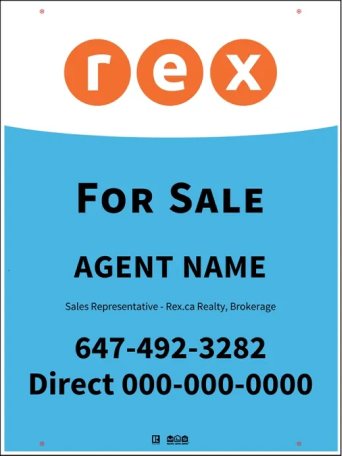 rex
FOR SALE
AGENT NAME
Sales Representative - Rex.ca Realty, Brokerage
647-492-3282
Direct 000-000-0000